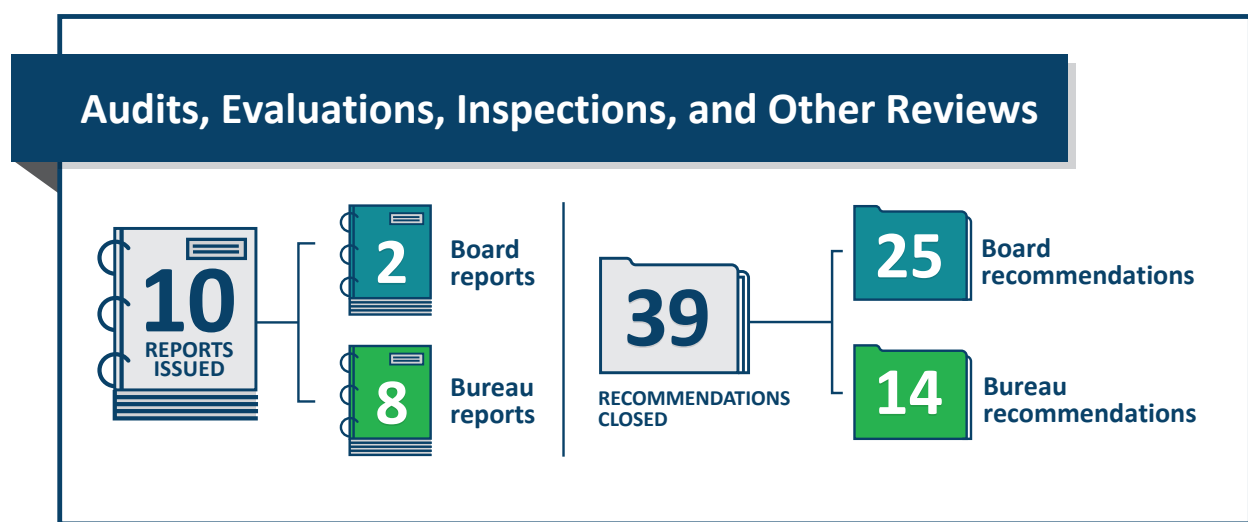 Audits, Evaluations, Inspections, and Other Reviews
10
REPORTS
ISSUED
2
Board
reports
8
Bureau
reports
39
RECOMMENDATIONS
CLOSED
25
Board
recommendations
14
Bureau
recommendations